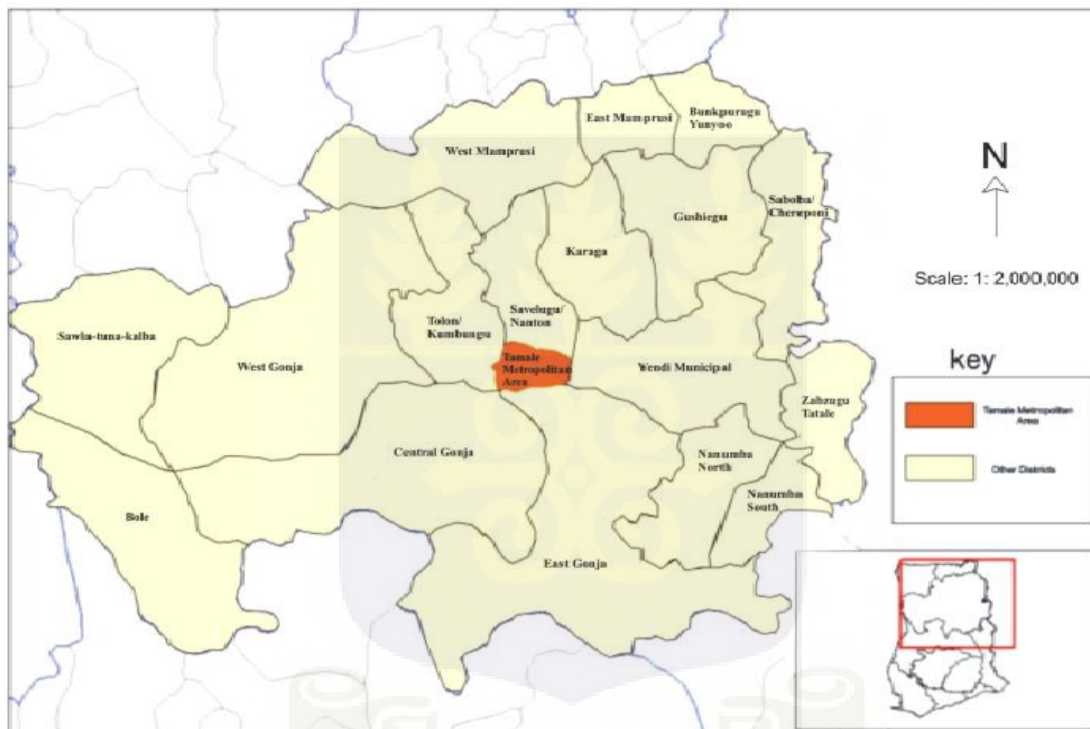 East Mamprusi
Bunkpurugu
Yunyoo
West Mamprusi
N
Sabolba/
Chereponi
Gushiegu
Karaga
Scale: 1: 2,000,000
Savelugu/
Nanton
Tolon/
Kumbungu
Sawla-tuna-kalba
West Gonja
Tamale
Metropolitan
Area
Yendi Municipal
key
Zabzugu
Tatale
Tamale Metropolitan
Area
Central Gonja
Nanumba
North
Other Districts
Nanumba
South
Bole
East Gonja